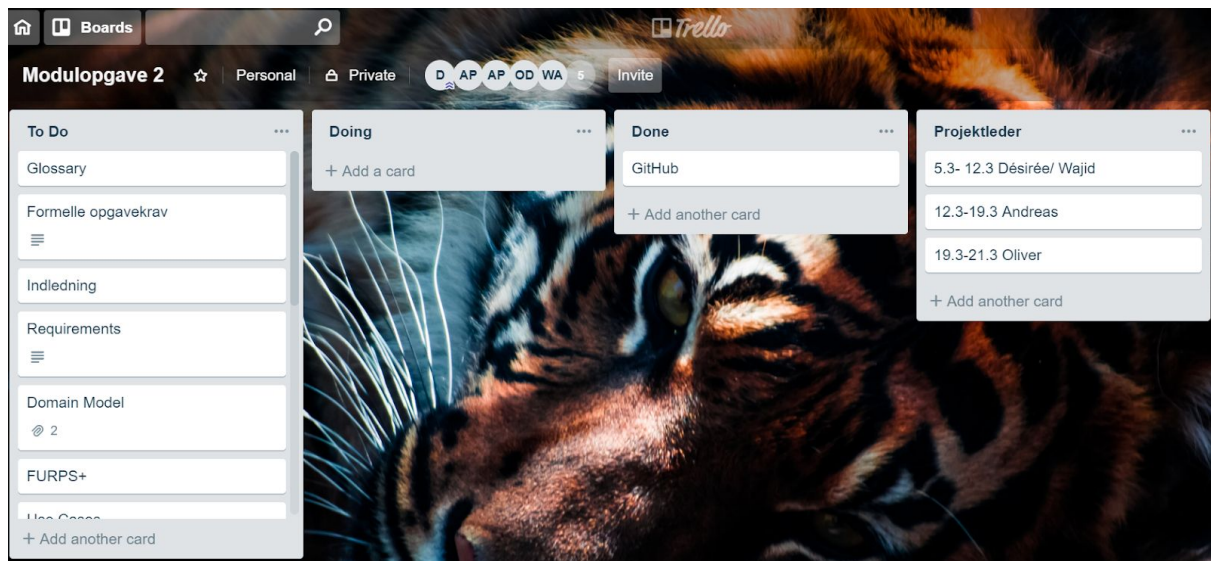 Boards
Trello
Modulopgave 2
Personal
Private
D AP AP OD WA 5
Invite
To Do
Glossary
Formelle opgavekrav
Indledning
Requirements
Domain Model
2
FURPS+
Use Cases
+ Add another card
Doing
+ Add a card
Done
GitHub
+ Add another card
Projektleder
5.3- 12.3 Désirée/ Wajid
12.3-19.3 Andreas
19.3-21.3 Oliver
+ Add another card